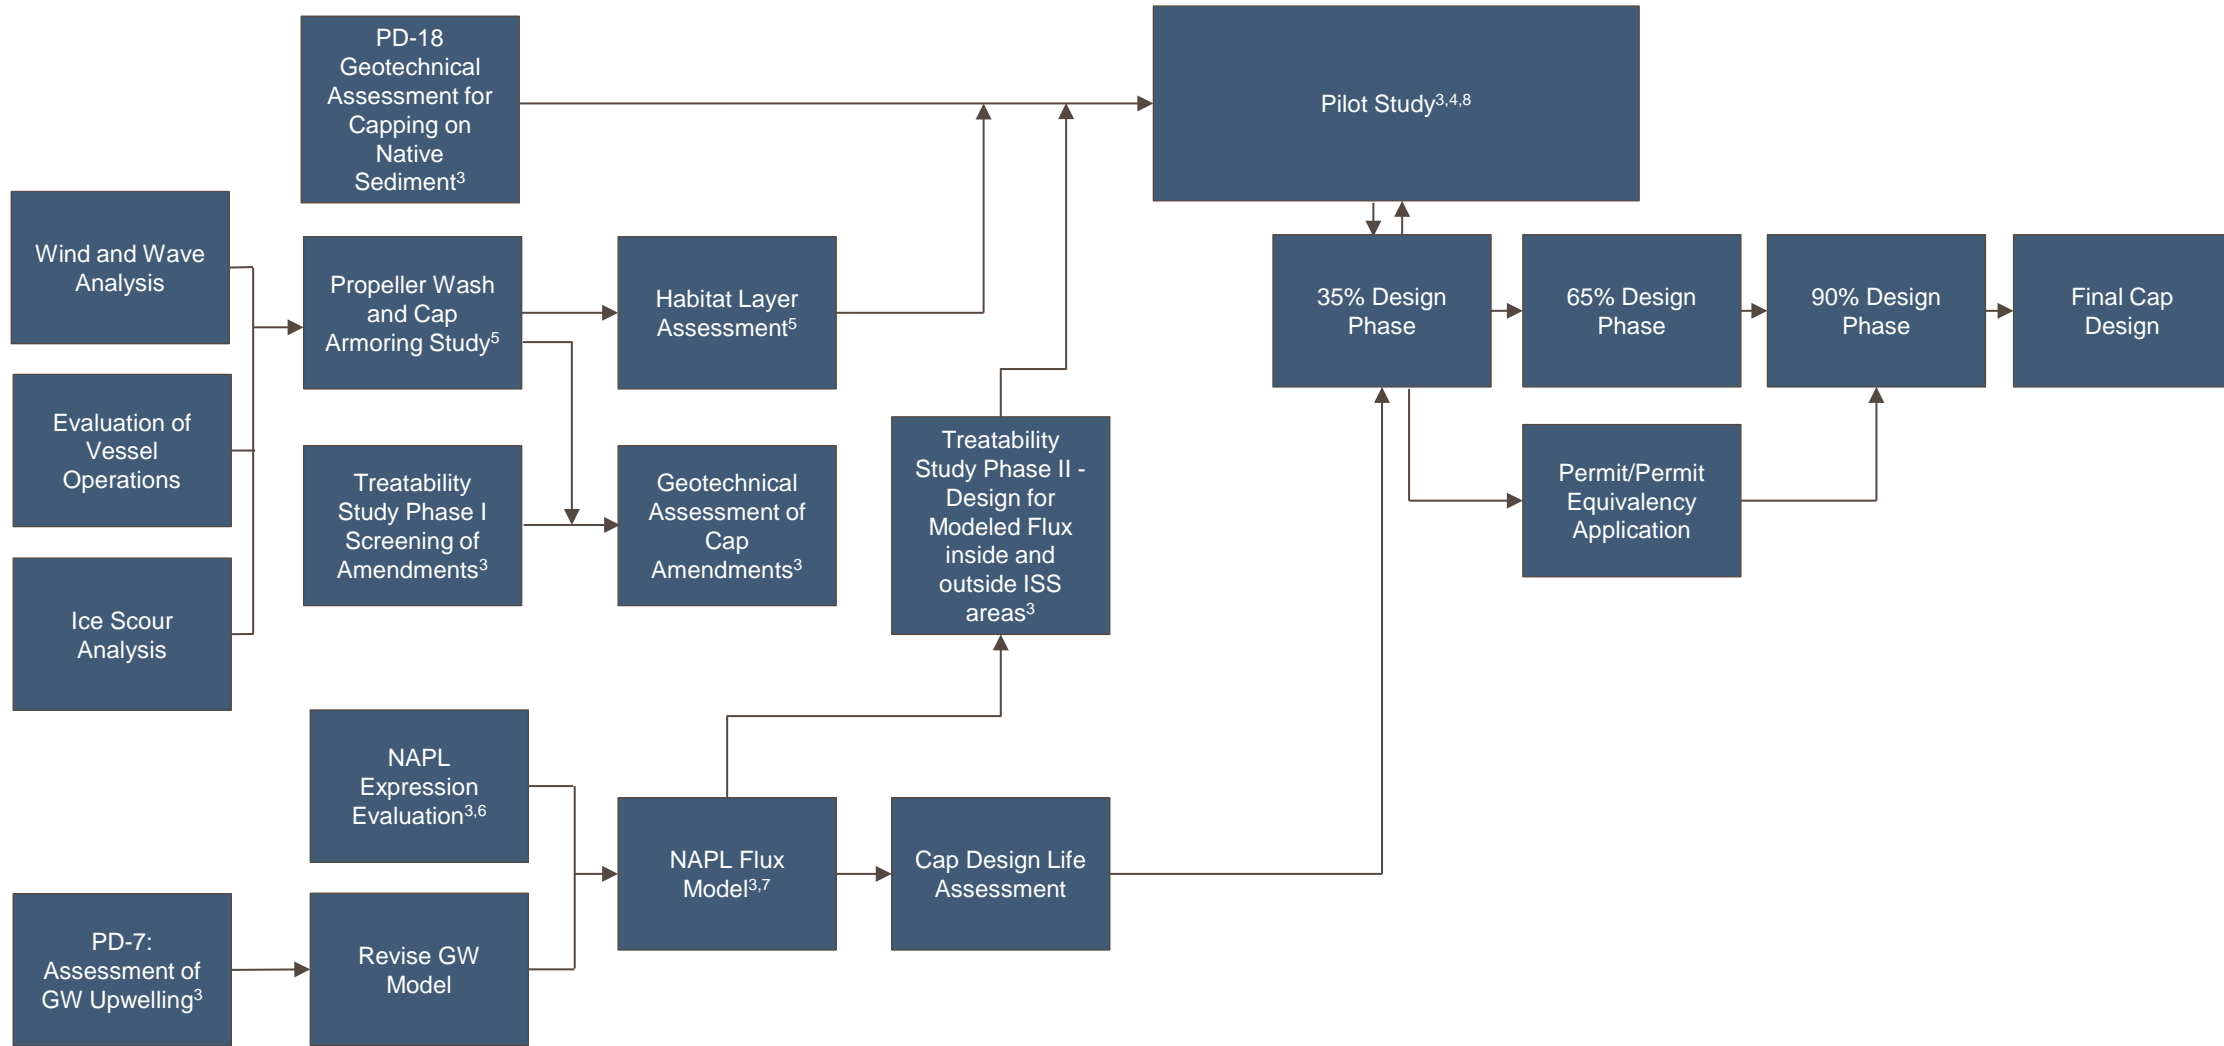 PD-18
Geotechnical
Assessment for
Capping on
Native
Sediment3
Pilot Study3,4,8
Wind and Wave
Analysis
Propeller Wash
and Cap
Armoring Study5
Habitat Layer
Assessment5
35% Design
Phase
65% Design
Phase
90% Design
Phase
Final Cap
Design
Evaluation of
Vessel
Operations
Treatability
Study Phase I
Screening of
Amendments3
Geotechnical
Assessment of
Cap
Amendments3
Treatability
Study Phase II -
Design for
Modeled Flux
inside and
outside ISS
areas3
Permit/Permit
Equivalency
Application
Ice Scour
Analysis
NAPL
Expression
Evaluation3,6
NAPL Flux
Model3,7
Cap Design Life
Assessment
PD-7:
Assessment of
GW Upwelling3
Revise GW
Model